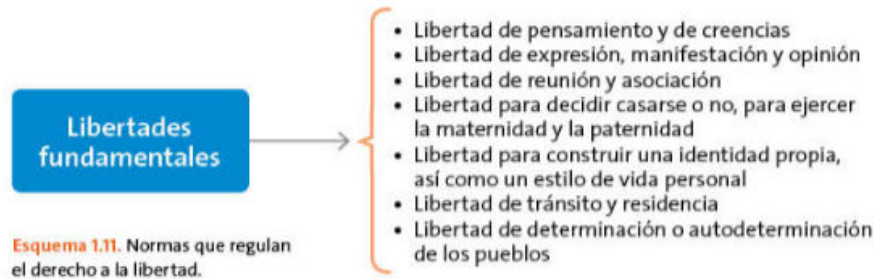 Libertades
fundamentales
• Libertad de pensamiento y de creencias
• Libertad de expresión, manifestación y opinión
• Libertad de reunión y asociación
• Libertad para decidir casarse o no, para ejercer
la maternidad y la paternidad
• Libertad para construir una identidad propia,
así como un estilo de vida personal
• Libertad de tránsito y residencia
• Libertad de determinación o autodeterminación
de los pueblos
Esquema 1.11. Normas que regulan
el derecho a la libertad.